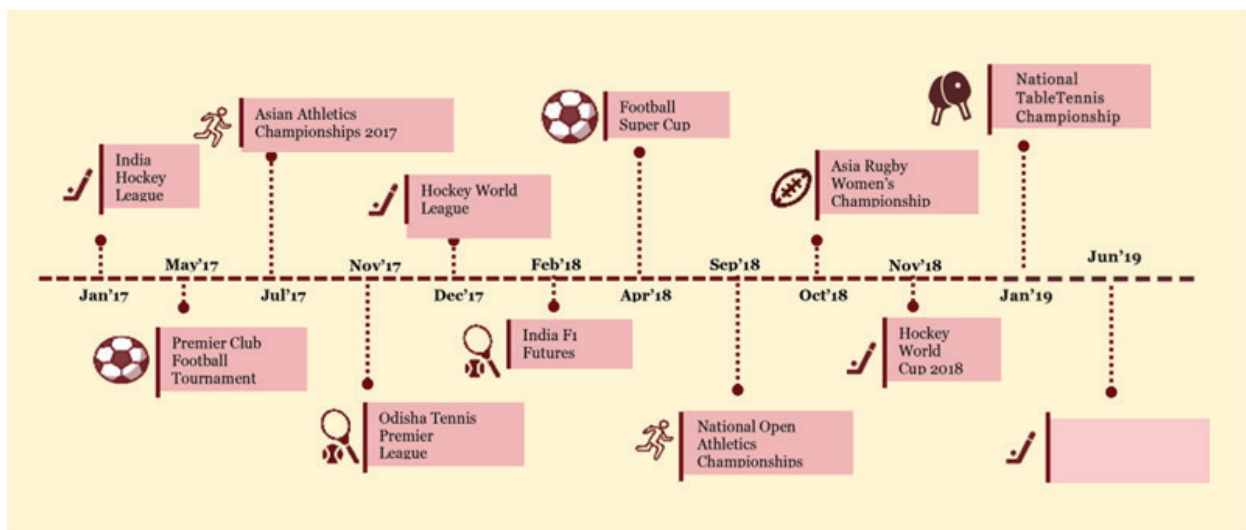 India
Hockey
League
Jan'17
May'17
Premier Club
Football
Tournament
Asian Athletics
Championships 2017
Jul'17
Nov'17
Odisha Tennis
Premier
League
Hockey World
League
Dec'17
Feb'18
India F1
Futures
Football
Super Cup
Apr'18
Sep'18
National Open
Athletics
Championships
Asia Rugby
Women's
Championship
Oct'18
Nov'18
Hockey
World
Cup 2018
National
TableTennis
Championship
Jan'19
Jun'19